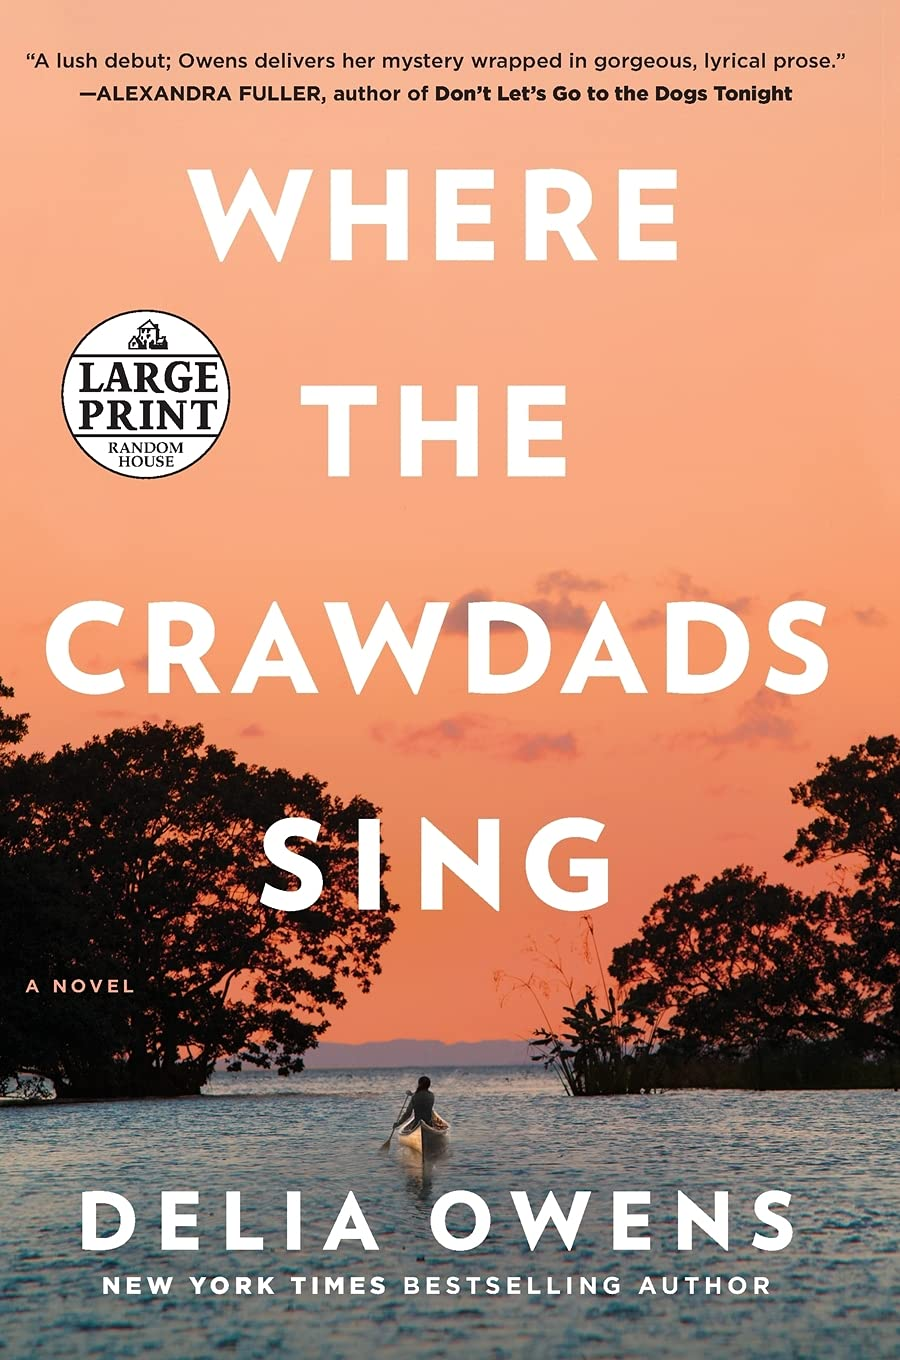 “A lush debut; Owens delivers her mystery wrapped in gorgeous, lyrical prose.”
—ALEXANDRA FULLER, author of Don’t Let’s Go to the Dogs Tonight
WHERE
THE
LARGE
PRINT
RANDOM
HOUSE
CRAWDADS
SING
A NOVEL
DELIA OWENS
NEW YORK TIMES BESTSELLING AUTHOR